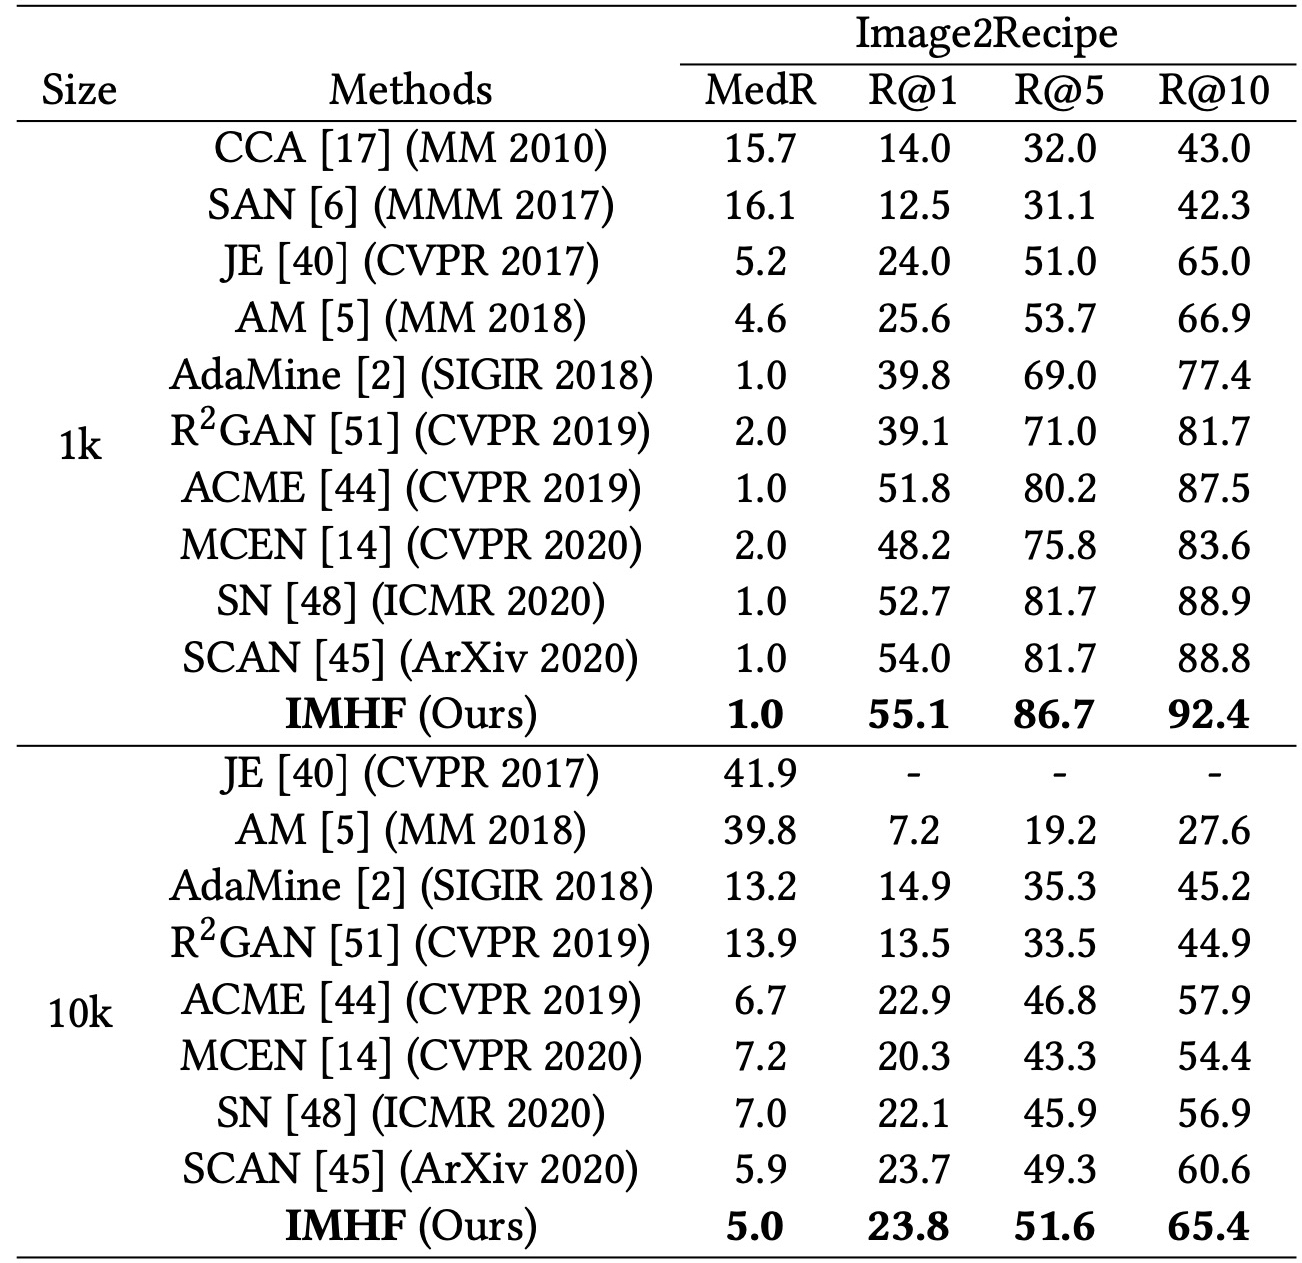 Image2Recipe
Size Methods MedR R@1 R@5 R@10
CCA [17] (MM 2010) 15.7 14.0 32.0 43.0
SAN [6] (MMM 2017) 16.1 12.5 31.1 42.3
JE [40] (CVPR 2017) 5.2 24.0 51.0 65.0
AM [5] (MM 2018) 4.6 25.6 53.7 66.9
AdaMine [2] (SIGIR 2018) 1.0 39.8 69.0 77.4
R²GAN [51] (CVPR 2019) 2.0 39.1 71.0 81.7
1k
ACME [44] (CVPR 2019) 1.0 51.8 80.2 87.5
MCEN [14] (CVPR 2020) 2.0 48.2 75.8 83.6
SN [48] (ICMR 2020) 1.0 52.7 81.7 88.9
SCAN [45] (ArXiv 2020) 1.0 54.0 81.7 88.8
IMHF (Ours) 1.0 55.1 86.7 92.4
JE [40] (CVPR 2017) 41.9 - - -
AM [5] (MM 2018) 39.8 7.2 19.2 27.6
AdaMine [2] (SIGIR 2018) 13.2 14.9 35.3 45.2
R²GAN [51] (CVPR 2019) 13.9 13.5 33.5 44.9
ACME [44] (CVPR 2019) 6.7 22.9 46.8 57.9
10k
MCEN [14] (CVPR 2020) 7.2 20.3 43.3 54.4
SN [48] (ICMR 2020) 7.0 22.1 45.9 56.9
SCAN [45] (ArXiv 2020) 5.9 23.7 49.3 60.6
IMHF (Ours) 5.0 23.8 51.6 65.4